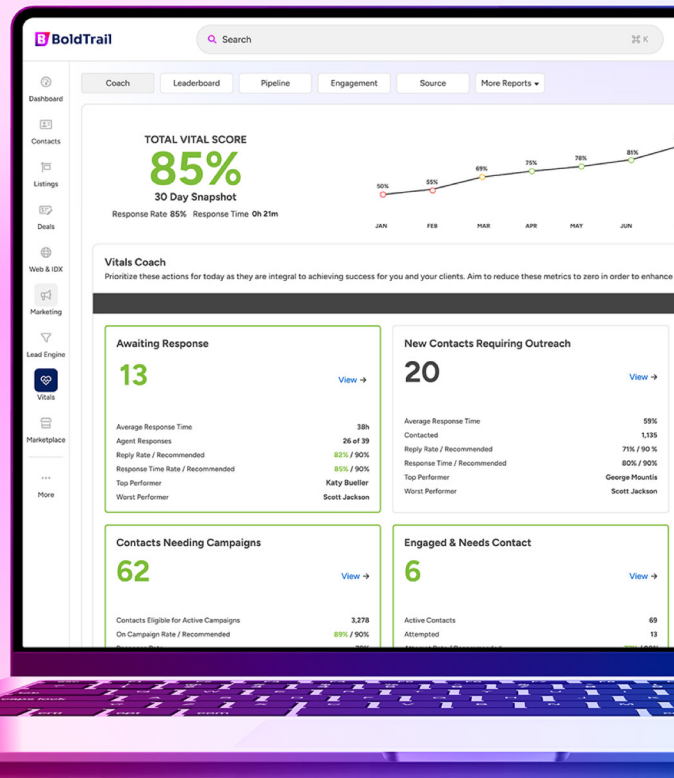 BoldTrail
Search
⌘ K
Dashboard
Contacts
Listings
Deals
Web & IDX
Marketing
Lead Engine
Vitals
Marketplace
More
Coach
Leaderboard
Pipeline
Engagement
Source
More Reports
TOTAL VITAL SCORE
85%
30 Day Snapshot
Response Rate 85% Response Time 0h 21m
50%
55%
69%
75%
78%
81%
JAN
FEB
MAR
APR
MAY
JUN
Vitals Coach
Prioritize these actions for today as they are integral to achieving success for you and your clients. Aim to reduce these metrics to zero in order to enhance
Awaiting Response
13
View →
Average Response Time 38h
Agent Responses 26 of 39
Reply Rate / Recommended 82% / 90%
Response Time Rate / Recommended 85% / 90%
Top Performer Katy Bueller
Worst Performer Scott Jackson
New Contacts Requiring Outreach
20
View →
Average Response Time 59%
Contacted 1,135
Reply Rate / Recommended 71% / 90 %
Response Time / Recommended 80% / 90%
Top Performer George Mountis
Worst Performer Scott Jackson
Contacts Needing Campaigns
62
View →
Contacts Eligible for Active Campaigns 3,278
On Campaign Rate / Recommended 89% / 90%
Engaged & Needs Contact
6
View →
Active Contacts 69
Attempted 13
caps lock